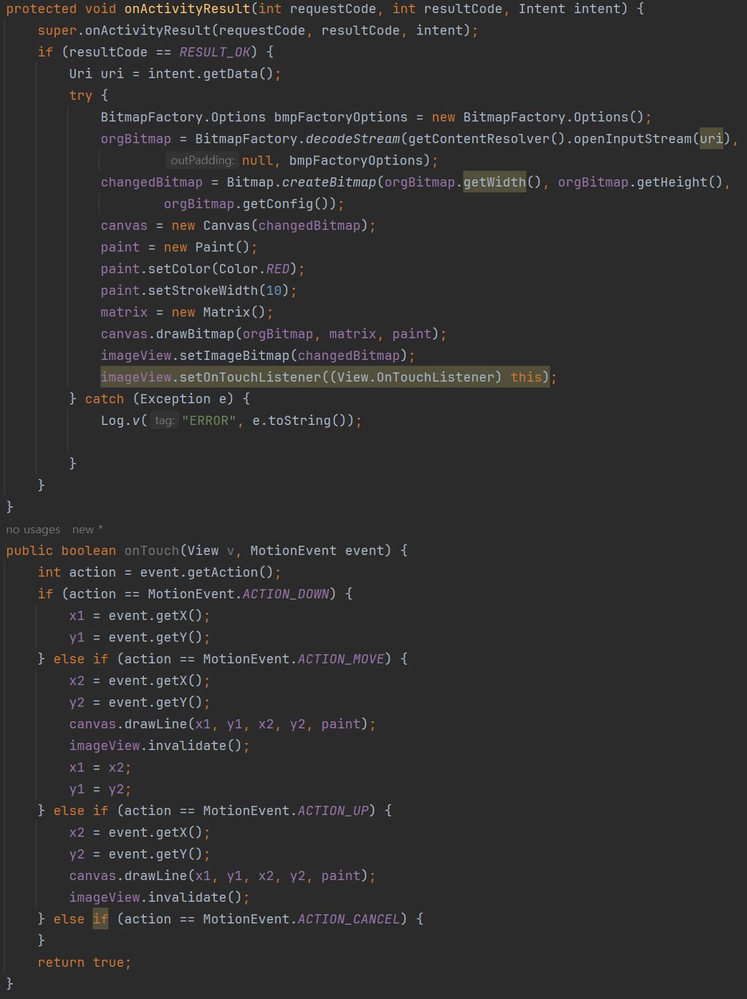 protected void onActivityResult(int requestCode, int resultCode, Intent intent) {
    super.onActivityResult(requestCode, resultCode, intent);
    if (resultCode == RESULT_OK) {
        Uri uri = intent.getData();
        try {
            BitmapFactory.Options bmpFactoryOptions = new BitmapFactory.Options();
            orgBitmap = BitmapFactory.decodeStream(getContentResolver().openInputStream(uri),
                    outPadding: null, bmpFactoryOptions);
            changedBitmap = Bitmap.createBitmap(orgBitmap.getWidth(), orgBitmap.getHeight(),
                    orgBitmap.getConfig());
            canvas = new Canvas(changedBitmap);
            paint = new Paint();
            paint.setColor(Color.RED);
            paint.setStrokeWidth(10);
            matrix = new Matrix();
            canvas.drawBitmap(orgBitmap, matrix, paint);
            imageView.setImageBitmap(changedBitmap);
            imageView.setOnTouchListener((View.OnTouchListener) this);
        } catch (Exception e) {
            Log.v( tag: "ERROR", e.toString());
        }
    }
}
no usages new *
public boolean onTouch(View v, MotionEvent event) {
    int action = event.getAction();
    if (action == MotionEvent.ACTION_DOWN) {
        x1 = event.getX();
        y1 = event.getY();
    } else if (action == MotionEvent.ACTION_MOVE) {
        x2 = event.getX();
        y2 = event.getY();
        canvas.drawLine(x1, y1, x2, y2, paint);
        imageView.invalidate();
        x1 = x2;
        y1 = y2;
    } else if (action == MotionEvent.ACTION_UP) {
        x2 = event.getX();
        y2 = event.getY();
        canvas.drawLine(x1, y1, x2, y2, paint);
        imageView.invalidate();
    } else if (action == MotionEvent.ACTION_CANCEL) {
    }
    return true;
}